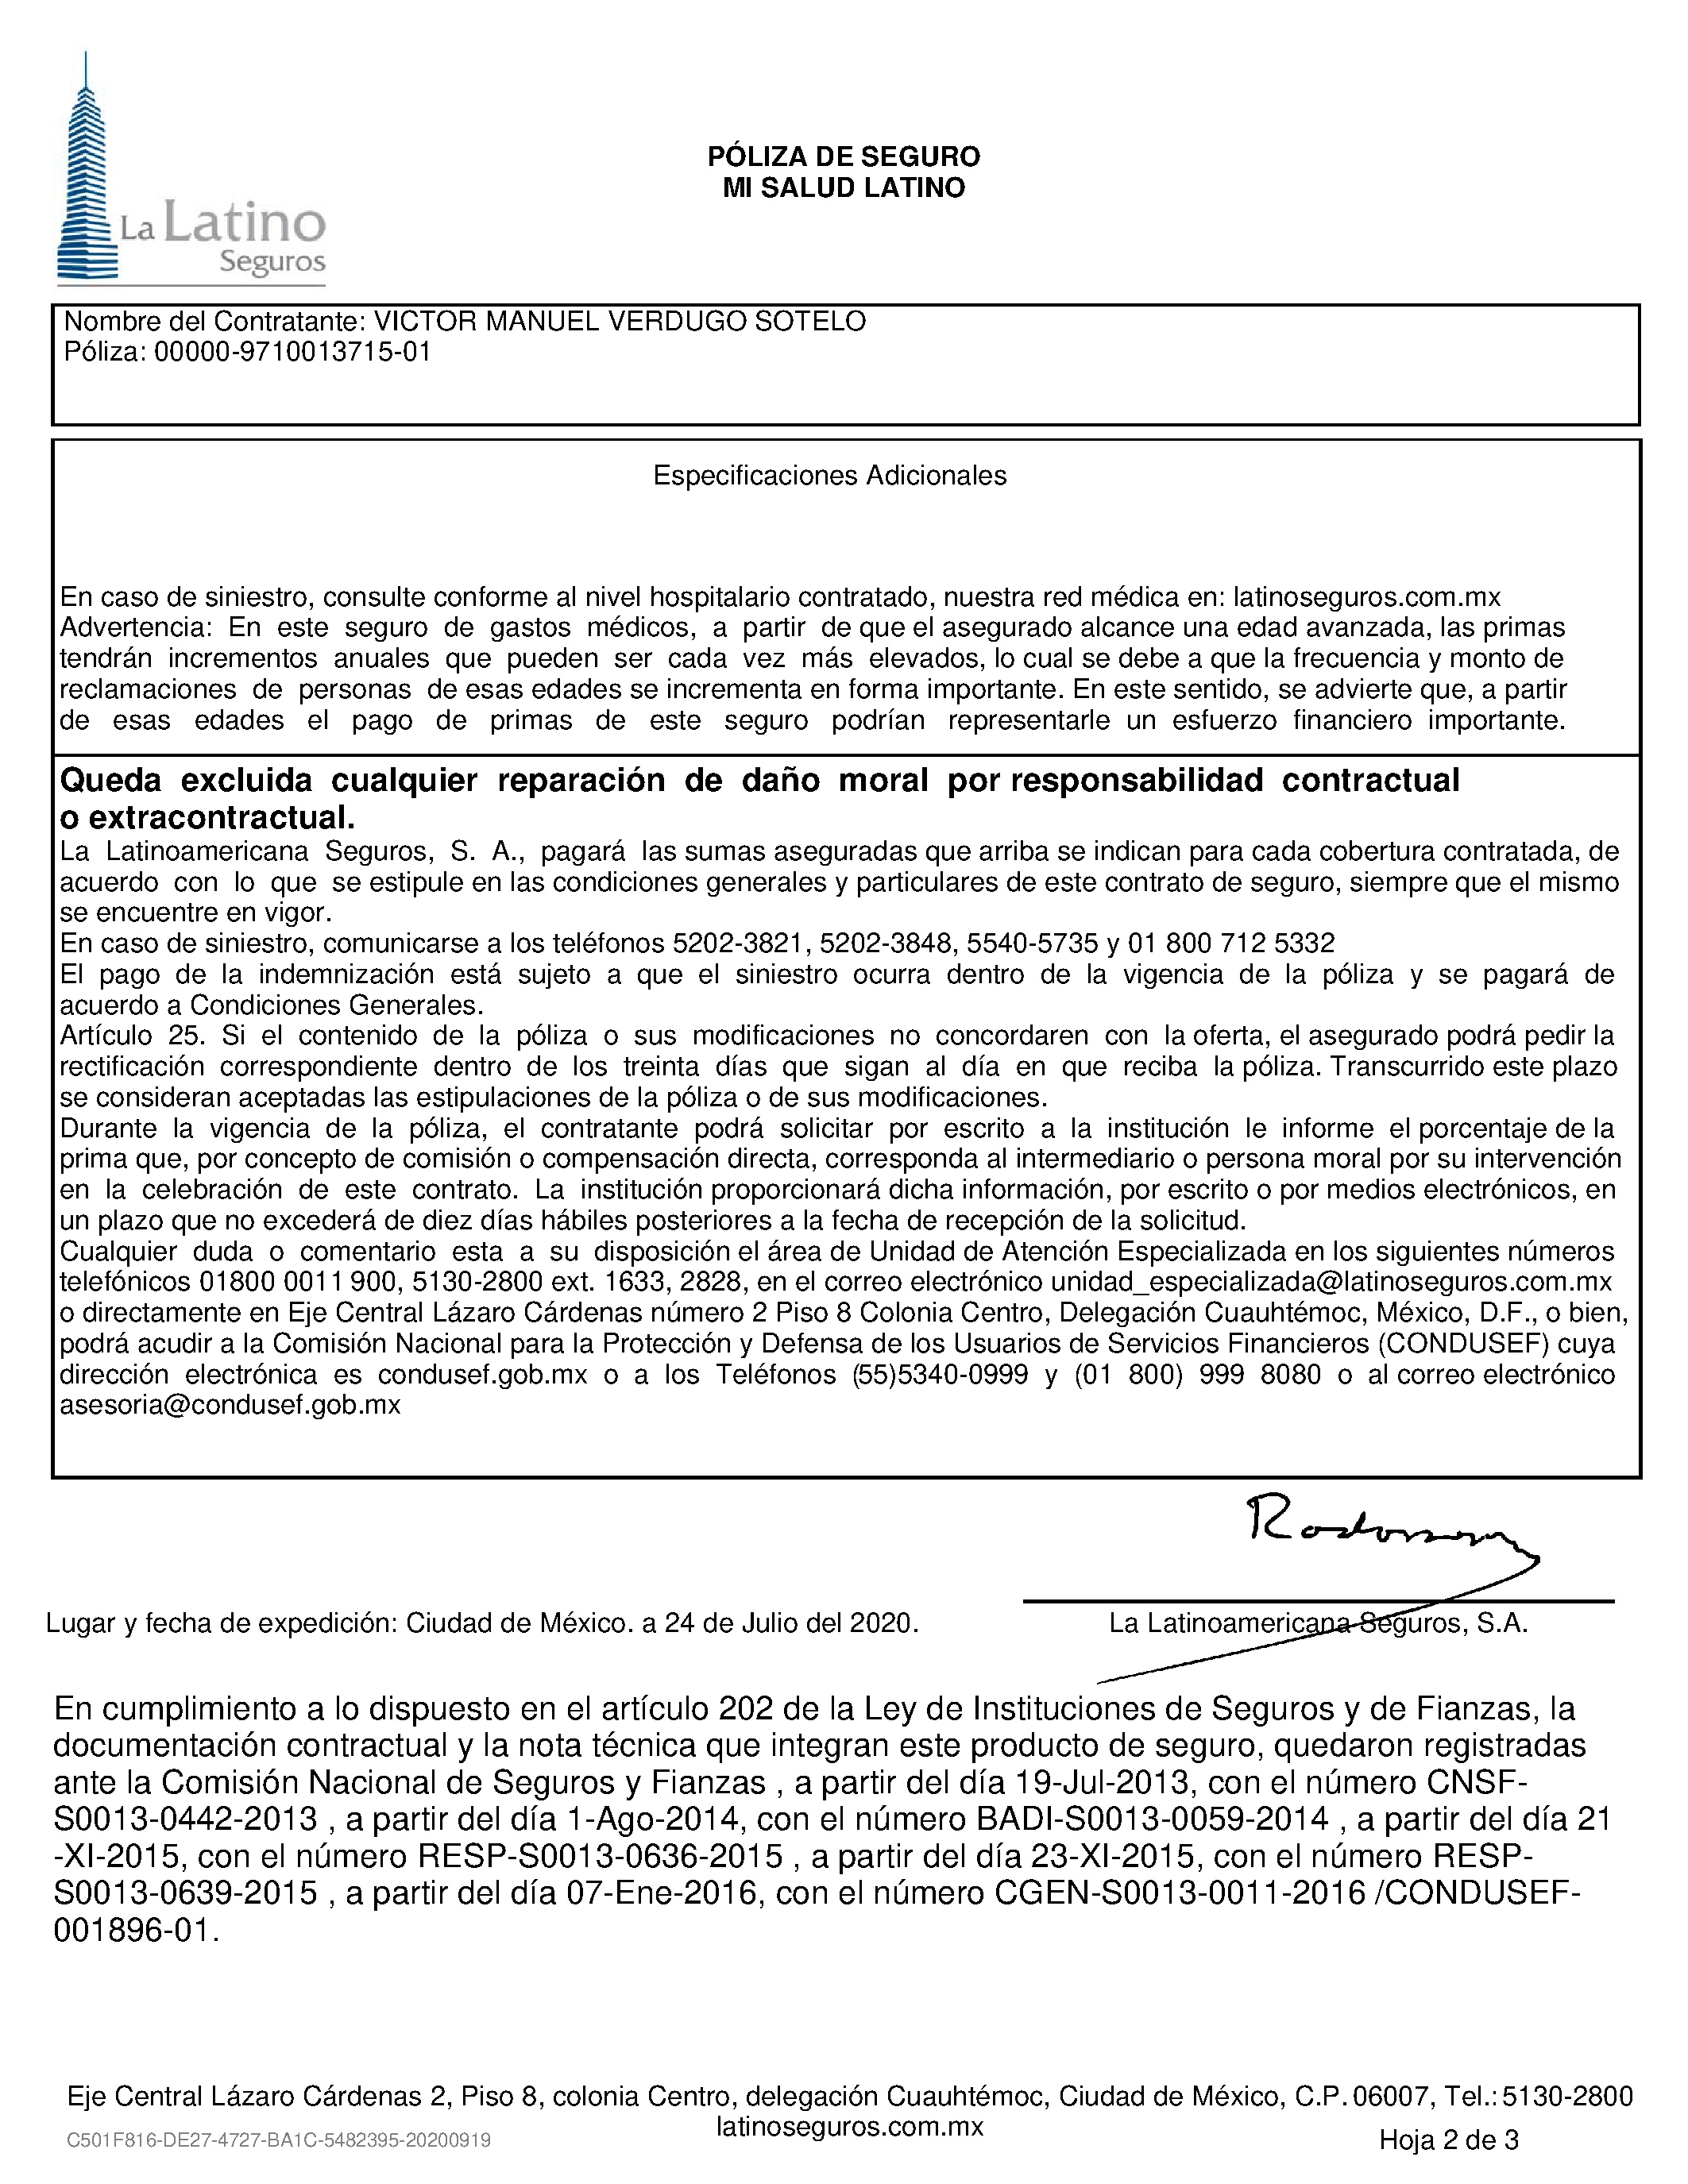 PÓLIZA DE SEGURO
MI SALUD LATINO
La Latino
Seguros
Nombre del Contratante: VICTOR MANUEL VERDUGO SOTELO
Póliza: 00000-9710013715-01
Especificaciones Adicionales
En caso de siniestro, consulte conforme al nivel hospitalario contratado, nuestra red médica en: latinoseguros.com.mx
Advertencia: En este seguro de gastos médicos, a partir de que el asegurado alcance una edad avanzada, las primas
tendrán incrementos anuales que pueden ser cada vez más elevados, lo cual se debe a que la frecuencia y monto de
reclamaciones de personas de esas edades se incrementa en forma importante. En este sentido, se advierte que, a partir
de esas edades el pago de primas de este seguro podrían representarle un esfuerzo financiero importante.
Queda excluida cualquier reparación de daño moral por responsabilidad contractual
o extracontractual.
La Latinoamericana Seguros, S. A., pagará las sumas aseguradas que arriba se indican para cada cobertura contratada, de
acuerdo con lo que se estipule en las condiciones generales y particulares de este contrato de seguro, siempre que el mismo
se encuentre en vigor.
En caso de siniestro, comunicarse a los teléfonos 5202-3821, 5202-3848, 5540-5735 y 01 800 712 5332
El pago de la indemnización está sujeto a que el siniestro ocurra dentro de la vigencia de la póliza y se pagará de
acuerdo a Condiciones Generales.
Artículo 25. Si el contenido de la póliza o sus modificaciones no concordaren con la oferta, el asegurado podrá pedir la
rectificación correspondiente dentro de los treinta días que sigan al día en que reciba la póliza. Transcurrido este plazo
se consideran aceptadas las estipulaciones de la póliza o de sus modificaciones.
Durante la vigencia de la póliza, el contratante podrá solicitar por escrito a la institución le informe el porcentaje de la
prima que, por concepto de comisión o compensación directa, corresponda al intermediario o persona moral por su intervención
en la celebración de este contrato. La institución proporcionará dicha información, por escrito o por medios electrónicos, en
un plazo que no excederá de diez días hábiles posteriores a la fecha de recepción de la solicitud.
Cualquier duda o comentario esta a su disposición el área de Unidad de Atención Especializada en los siguientes números
telefónicos 01800 0011 900, 5130-2800 ext. 1633, 2828, en el correo electrónico unidad_especializada@latinoseguros.com.mx
o directamente en Eje Central Lázaro Cárdenas número 2 Piso 8 Colonia Centro, Delegación Cuauhtémoc, México, D.F., o bien,
podrá acudir a la Comisión Nacional para la Protección y Defensa de los Usuarios de Servicios Financieros (CONDUSEF) cuya
dirección electrónica es condusef.gob.mx o a los Teléfonos (55)5340-0999 y (01 800) 999 8080 o al correo electrónico
asesoria@condusef.gob.mx
Lugar y fecha de expedición: Ciudad de México. a 24 de Julio del 2020.
La Latinoamericana Seguros, S.A.
En cumplimiento a lo dispuesto en el artículo 202 de la Ley de Instituciones de Seguros y de Fianzas, la
documentación contractual y la nota técnica que integran este producto de seguro, quedaron registradas
ante la Comisión Nacional de Seguros y Fianzas , a partir del día 19-Jul-2013, con el número CNSF-
S0013-0442-2013 , a partir del día 1-Ago-2014, con el número BADI-S0013-0059-2014 , a partir del día 21
-XI-2015, con el número RESP-S0013-0636-2015 , a partir del día 23-XI-2015, con el número RESP-
S0013-0639-2015 , a partir del día 07-Ene-2016, con el número CGEN-S0013-0011-2016 /CONDUSEF-
001896-01.
Eje Central Lázaro Cárdenas 2, Piso 8, colonia Centro, delegación Cuauhtémoc, Ciudad de México, C.P. 06007, Tel.: 5130-2800
latinoseguros.com.mx
C501F816-DE27-4727-BA1C-5482395-20200919
Hoja 2 de 3